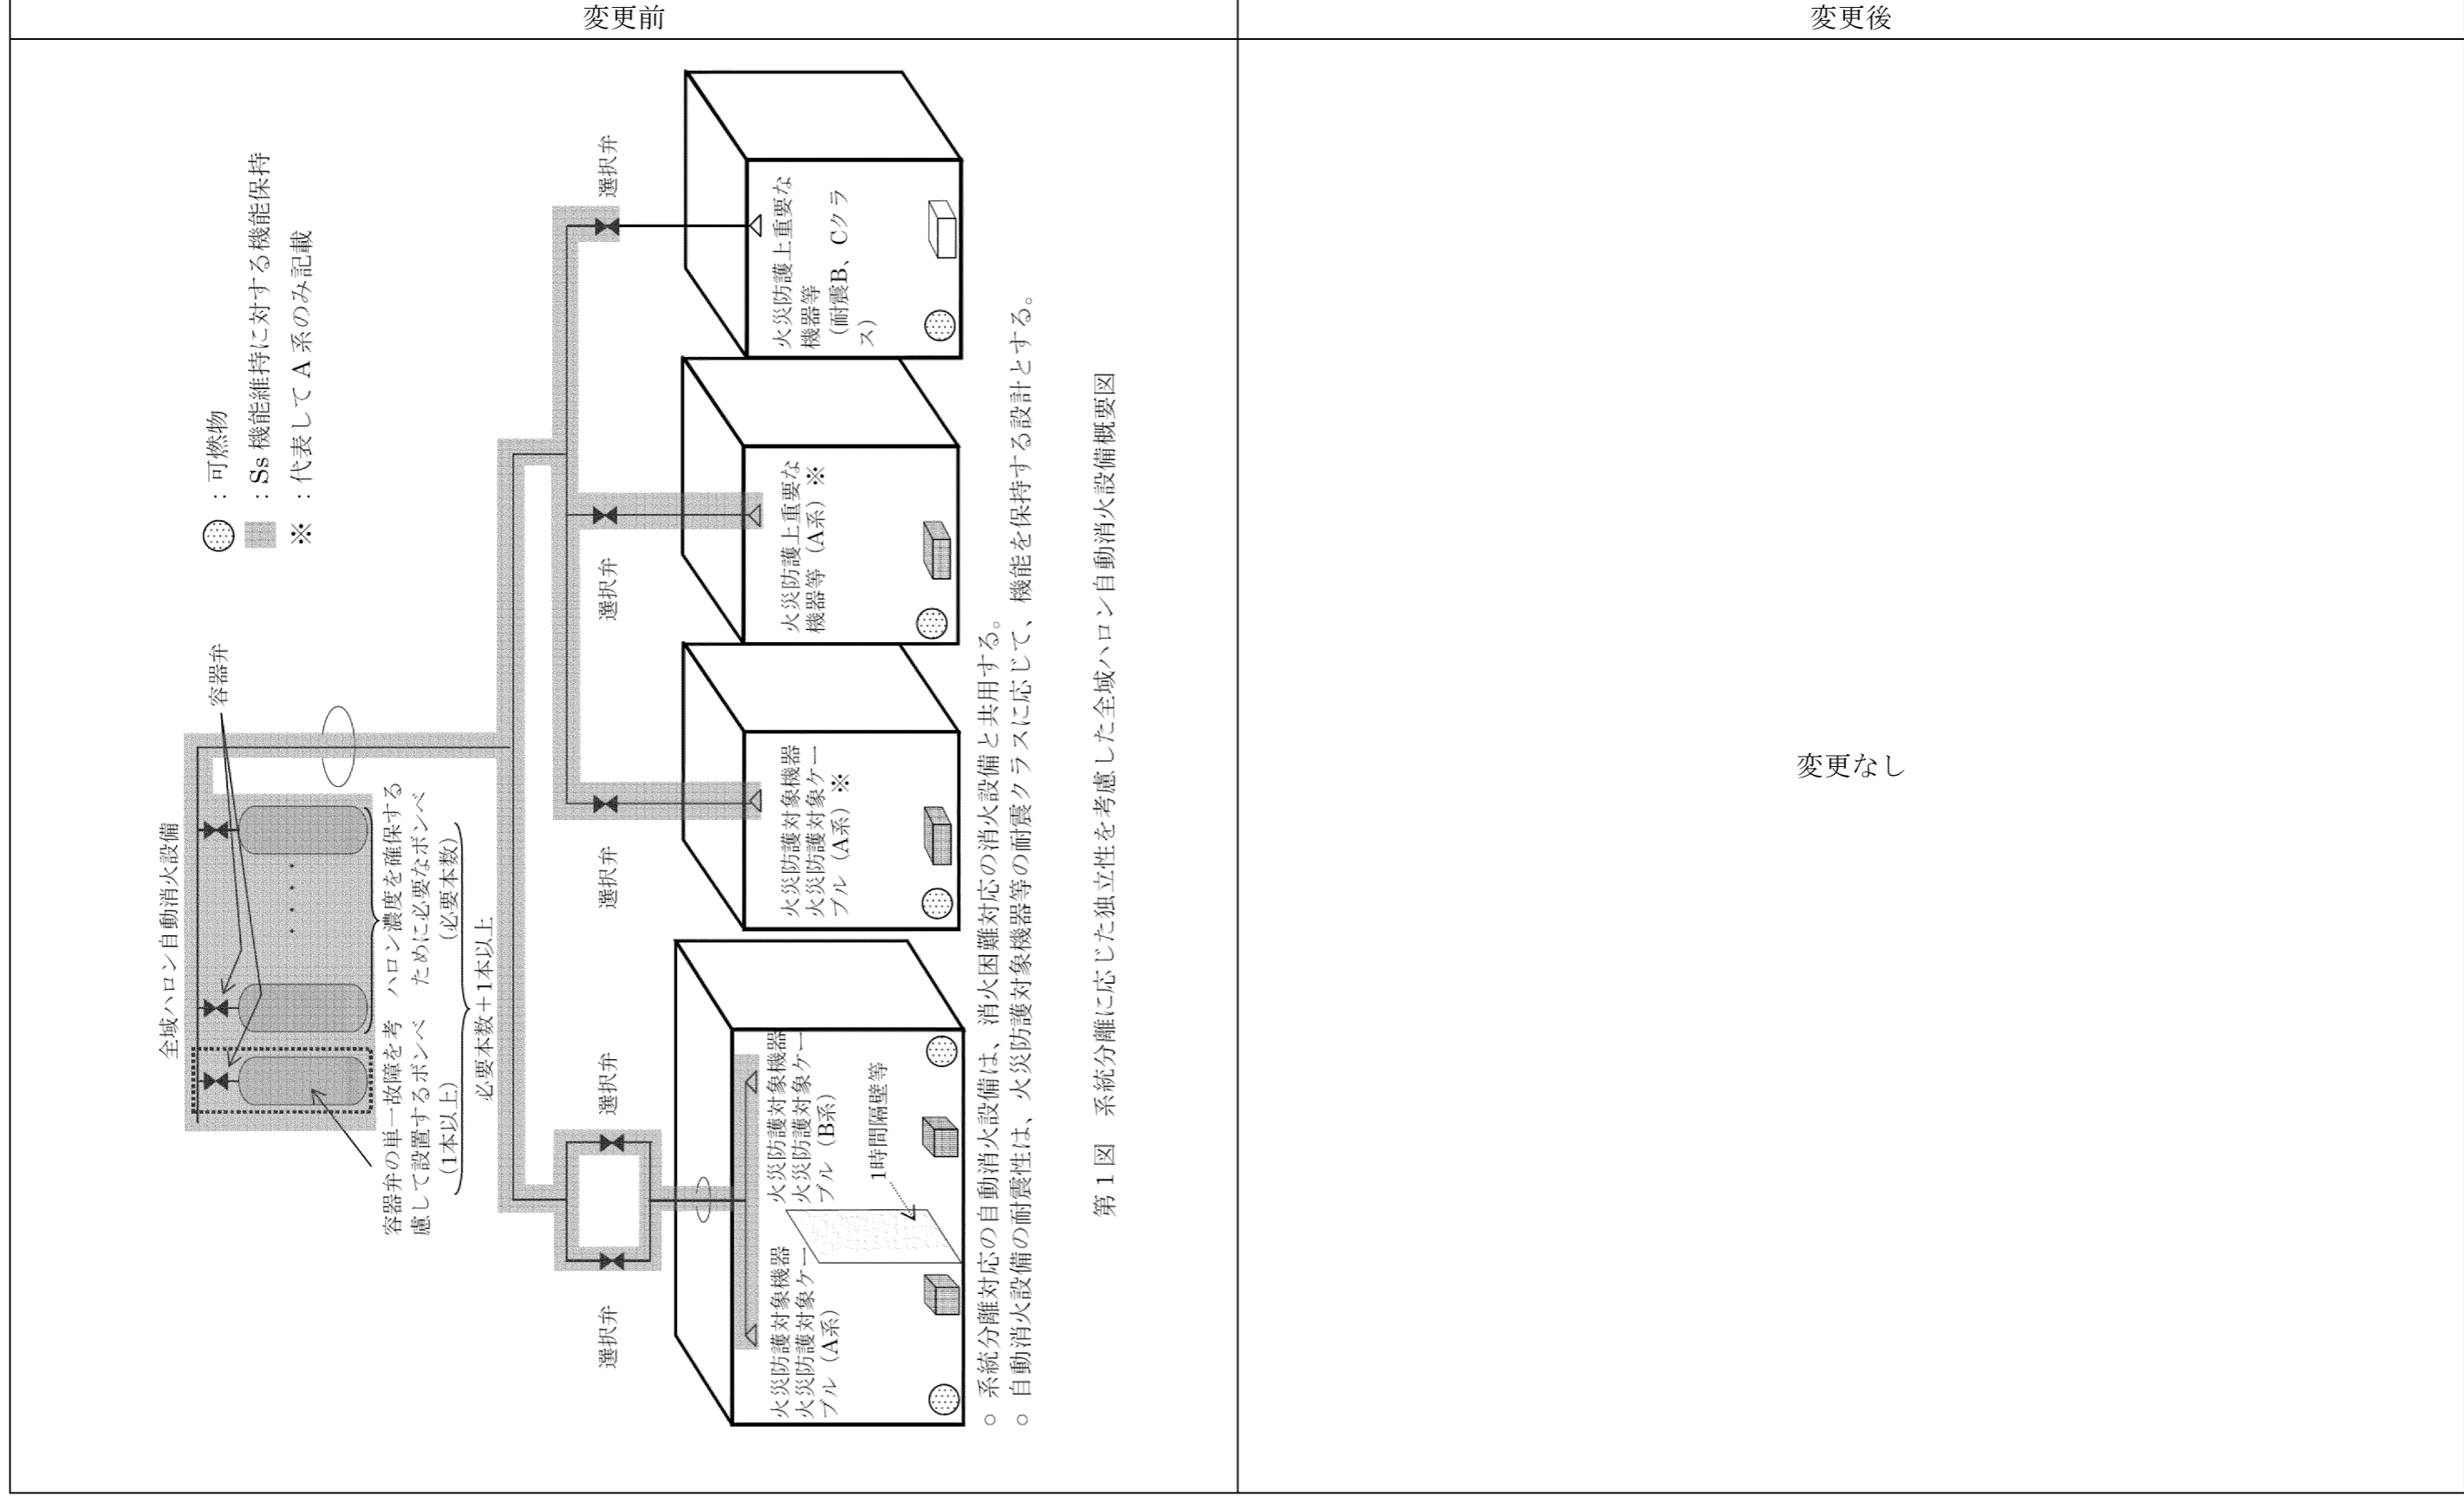 変更前
変更後
：可燃物
：Ss 機能維持に対する機能保持
※ ：代表して A 系のみ記載
全域ハロン自動消火設備
容器弁
容器弁の単一故障を考
慮して設置するボンベ
（1本以上）
ハロン濃度を確保する
ために必要なボンベ
（必要本数）
必要本数＋1本以上
選択弁
選択弁
選択弁
選択弁
選択弁
火災防護対象機器
火災防護対象ケー
ブル（A系）
火災防護対象機器
火災防護対象ケー
ブル（B系）
1時間隔壁等
火災防護対象機器
火災防護対象ケー
ブル（A系）※
火災防護上重要な
機器等（A系）※
火災防護上重要な
機器等
（耐震B、Cクラ
ス）
○ 系統分離対応の自動消火設備は、消火困難対応の消火設備と共用する。
○ 自動消火設備の耐震性は、火災防護対象機器等の耐震クラスに応じて、機能を保持する設計とする。
第 1 図　系統分離に応じた独立性を考慮した全域ハロン自動消火設備概要図
変更なし